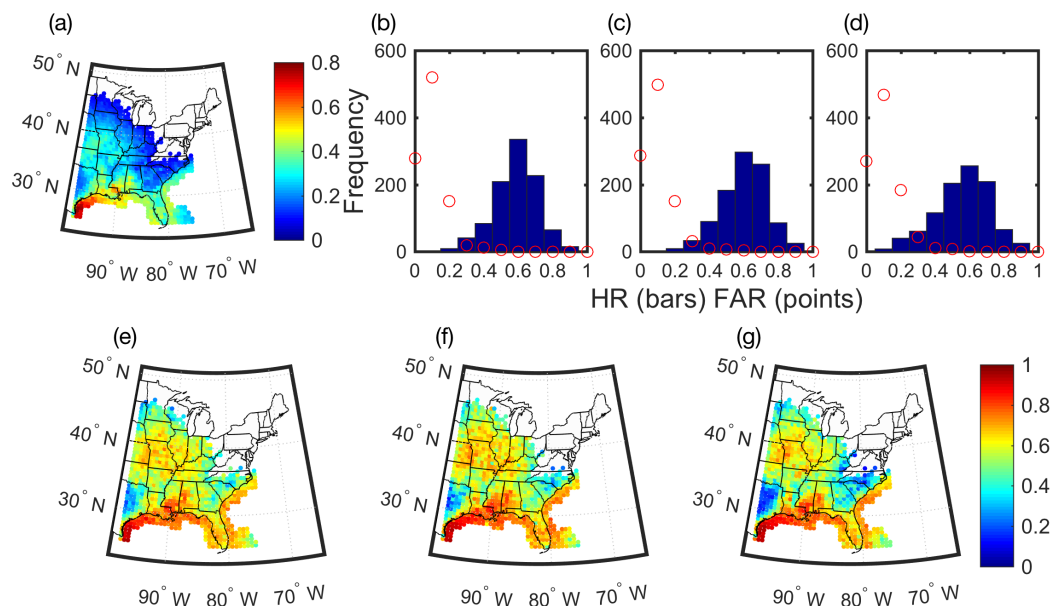 (a)
50° N
40° N
30° N
90° W 80° W 70° W
0.8
0.6
0.4
0.2
0
(b)
Frequency
600
400
200
0
0 0.2 0.4 0.6 0.8 1
(c)
600
400
200
0
0 0.2 0.4 0.6 0.8 1
(d)
600
400
200
0
0 0.2 0.4 0.6 0.8 1
HR (bars) FAR (points)
(e)
50° N
40° N
30° N
90° W 80° W 70° W
(f)
50° N
40° N
30° N
90° W 80° W 70° W
(g)
50° N
40° N
30° N
90° W 80° W 70° W
1
0.8
0.6
0.4
0.2
0